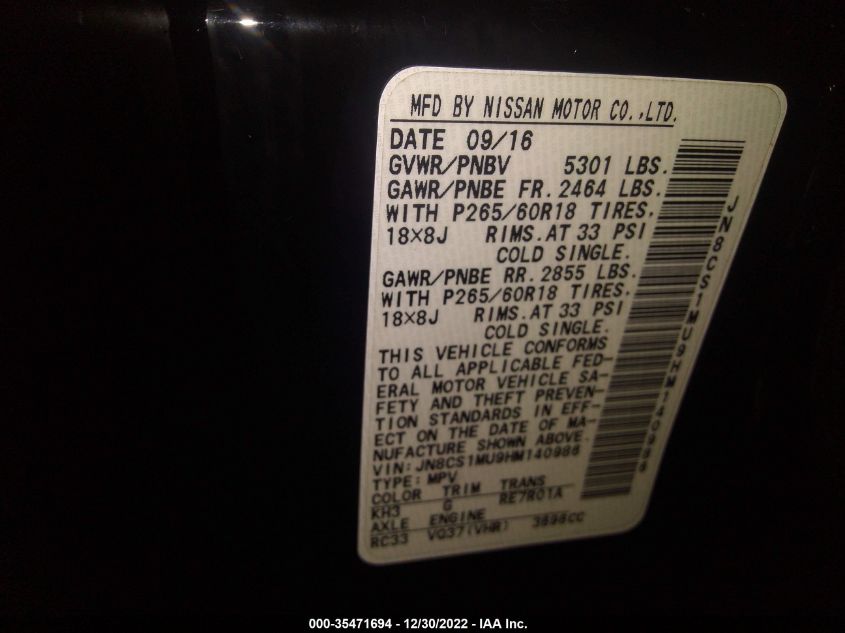 MFD BY NISSAN MOTOR CO.,LTD.
DATE 09/16
GVWR/PNBV 5301 LBS.
GAWR/PNBE FR. 2464 LBS.
WITH P265/60R18 TIRES,
18×8J RIMS.AT 33 PSI
COLD SINGLE.
GAWR/PNBE RR. 2855 LBS.
WITH P265/60R18 TIRES.
18×8J RIMS.AT 33 PSI
COLD SINGLE.
THIS VEHICLE CONFORMS
TO ALL APPLICABLE FED-
ERAL MOTOR VEHICLE SA-
FETY AND THEFT PREVEN-
TION STANDARDS IN EFF-
ECT ON THE DATE OF MA-
NUFACTURE SHOWN ABOVE.
VIN: JN8CS1MU9HM140986
TYPE: MPV
COLOR TRIM TRANS
KH3 G RE7R01A
AXLE ENGINE
RC33 VQ37(VHR) 3696CC
JN8CS1MU9HM140986
000-35471694 - 12/30/2022 - IAA Inc.